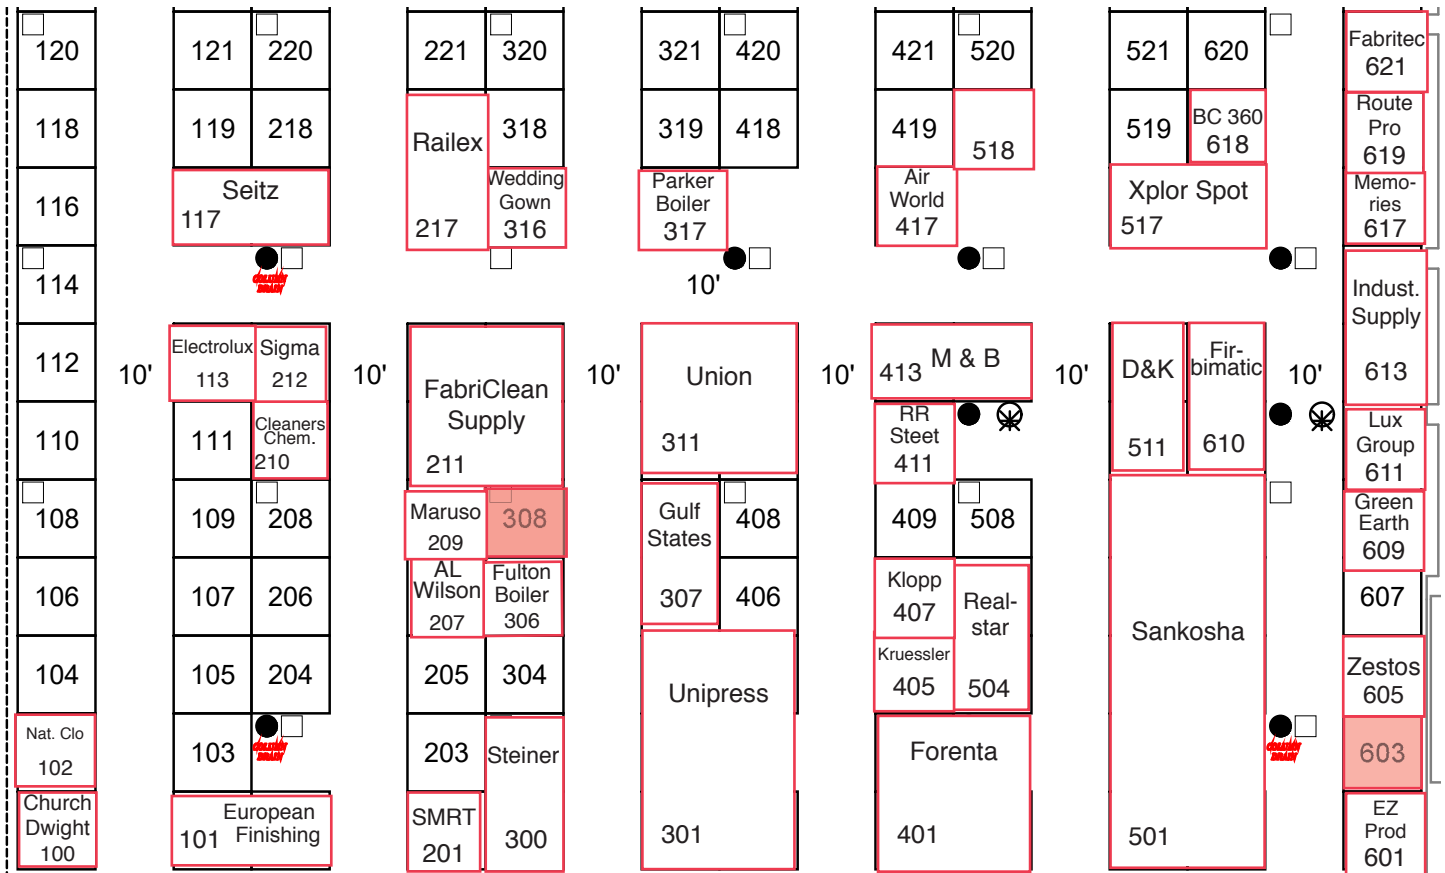 120
121
220
221
320
321
420
421
520
521
620
Fabritec
621
118
119
218
Railex
217
318
319
418
419
518
519
BC 360
618
Route
Pro
619
116
Seitz
117
Wedding
Gown
316
Parker
Boiler
317
Air
World
417
Xplor Spot
517
Memo-
ries
617
114
10'
Indust.
Supply
613
112
10'
Electrolux
113
Sigma
212
10'
FabriClean
Supply
211
10'
Union
311
10'
M & B
413
10'
D&K
511
Fir-
bimatic
610
10'
110
111
Cleaners
Chem.
210
RR
Steet
411
Lux
Group
611
108
109
208
Maruso
209
308
Gulf
States
307
408
409
508
Green
Earth
609
106
107
206
AL
Wilson
207
Fulton
Boiler
306
406
Klopp
407
Real-
star
504
Sankosha
501
607
104
105
204
205
304
Unipress
301
Kruessler
405
Zestos
605
Nat. Clo
102
103
203
Steiner
300
Forenta
401
603
Church
Dwight
100
European
Finishing
101
SMRT
201
EZ
Prod
601